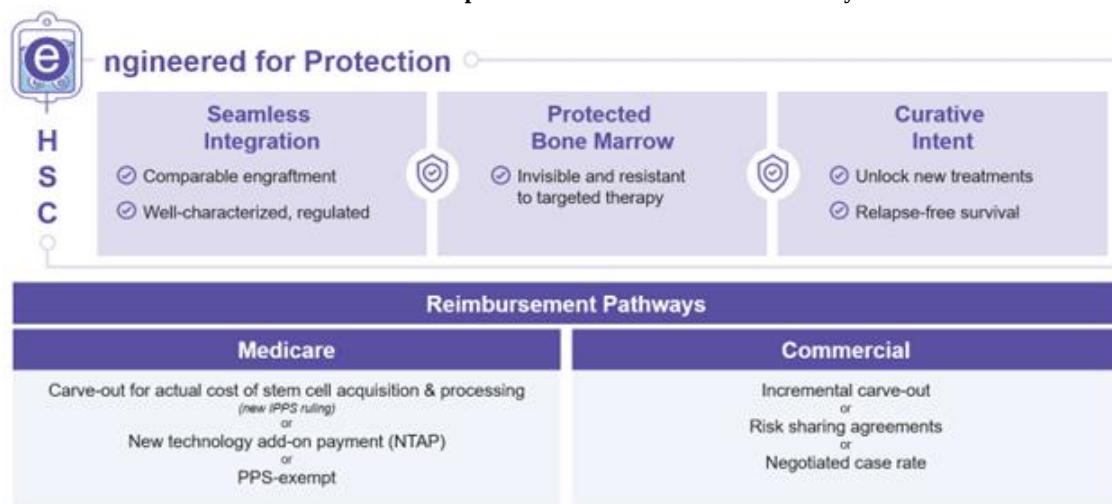 e ngineered for Protection
H
S
C
Seamless
Integration
Comparable engraftment
Well-characterized, regulated
Protected
Bone Marrow
Invisible and resistant
to targeted therapy
Curative
Intent
Unlock new treatments
Relapse-free survival
Reimbursement Pathways
Medicare
Carve-out for actual cost of stem cell acquisition & processing
(new IPPS ruling)
or
New technology add-on payment (NTAP)
or
PPS-exempt
Commercial
Incremental carve-out
or
Risk sharing agreements
or
Negotiated case rate